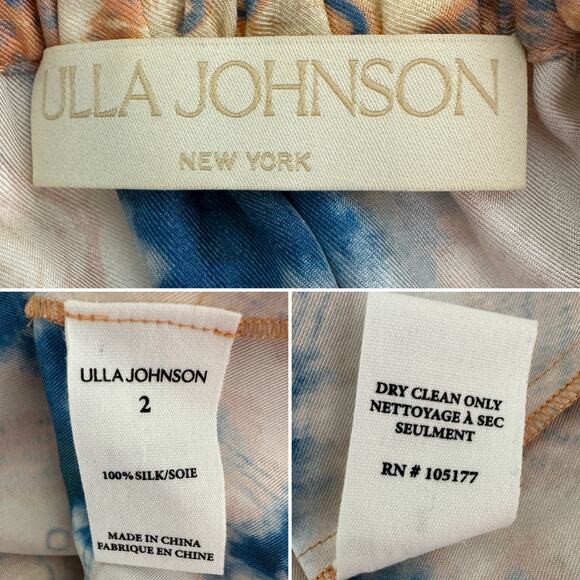 ULLA JOHNSON
NEW YORK
ULLA JOHNSON
2
100% SILK/SOIE
MADE IN CHINA
FABRIQUE EN CHINE
DRY CLEAN ONLY
NETTOYAGE À SEC
SEULMENT
RN # 105177